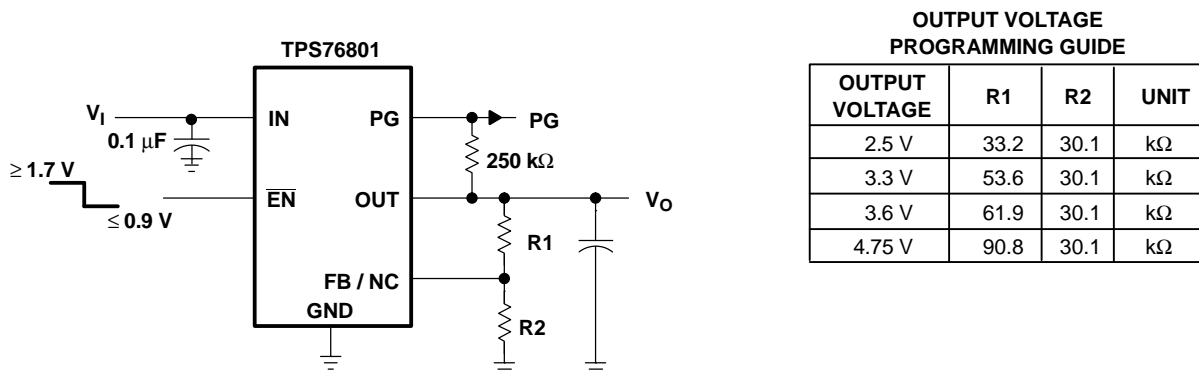 TPS76801
V_I
0.1 μF
IN
PG
PG
250 kΩ
≥ 1.7 V
≤ 0.9 V
EN
OUT
V_O
R1
FB / NC
GND
R2
OUTPUT VOLTAGE
PROGRAMMING GUIDE
OUTPUT VOLTAGE R1 R2 UNIT
2.5 V 33.2 30.1 kΩ
3.3 V 53.6 30.1 kΩ
3.6 V 61.9 30.1 kΩ
4.75 V 90.8 30.1 kΩ